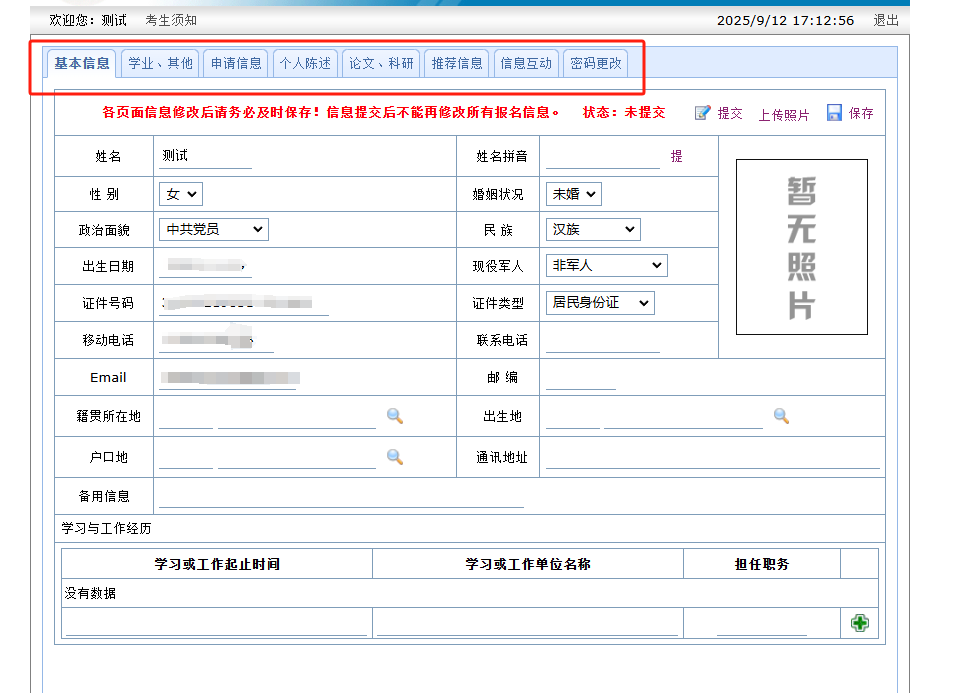 欢迎您：测试 考生须知 2025/9/12 17:12:56 退出
基本信息 学业、其他 申请信息 个人陈述 论文、科研 推荐信息 信息互动 密码更改
各页面信息修改后请务必及时保存！信息提交后不能再修改所有报名信息。 状态：未提交 提交 上传照片 保存
姓名 测试 姓名拼音 提
性 别 女 婚姻状况 未婚
政治面貌 中共党员 民 族 汉族
出生日期 现役军人 非军人
证件号码 证件类型 居民身份证
移动电话 联系电话
Email 邮 编
籍贯所在地 出生地
户口地 通讯地址
备用信息
暂
无
照
片
学习与工作经历
学习或工作起止时间 学习或工作单位名称 担任职务
没有数据